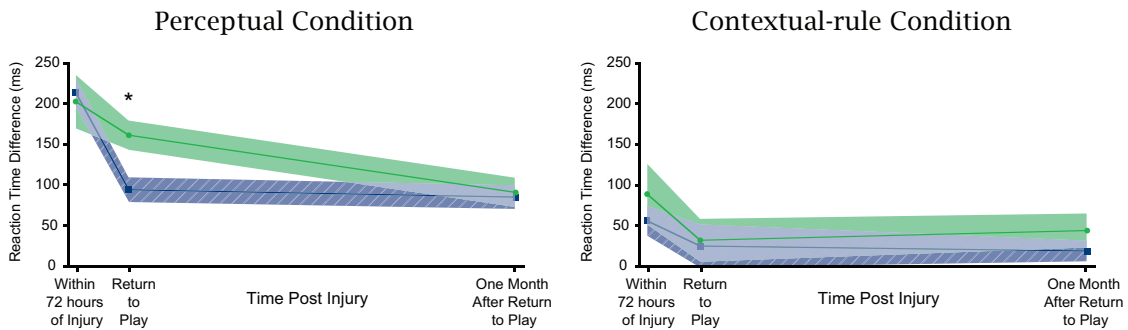 Perceptual Condition
Reaction Time Difference (ms)
250
200
150
100
50
0
*
Within
72 hours
of Injury
Return
to
Play
Time Post Injury
One Month
After Return
to Play
Contextual-rule Condition
Reaction Time Difference (ms)
250
200
150
100
50
0
Within
72 hours
of Injury
Return
to
Play
Time Post Injury
One Month
After Return
to Play